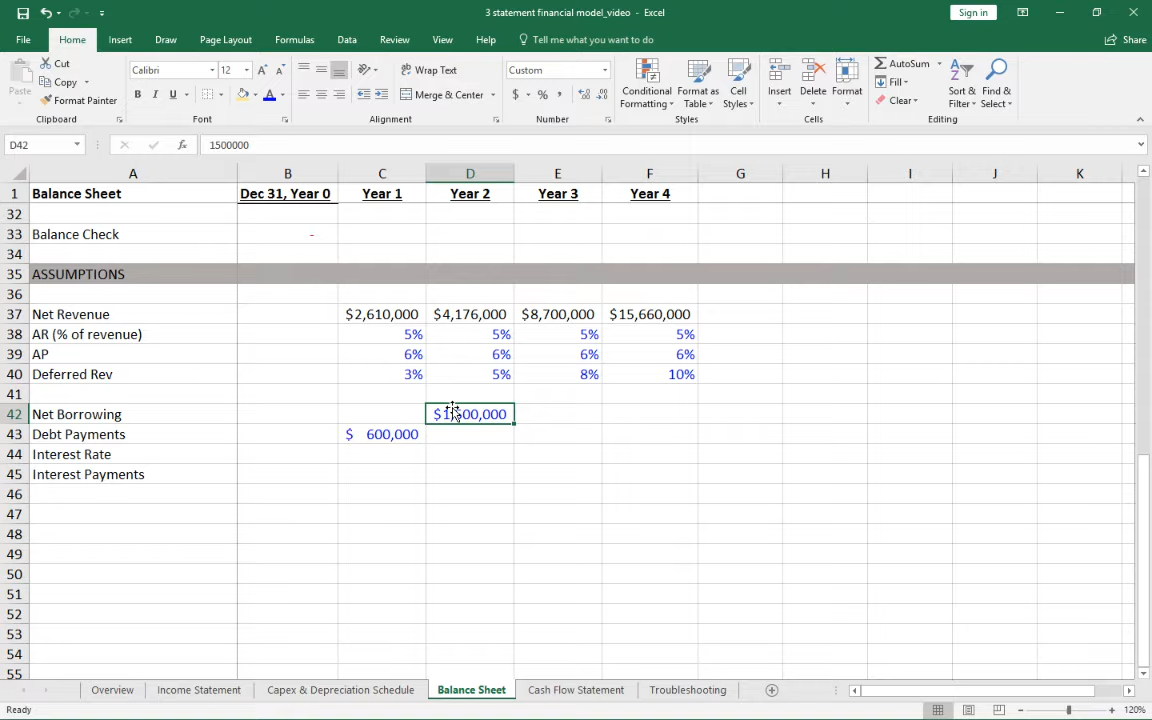 3 statement financial model_video - Excel
Sign in
File Home Insert Draw Page Layout Formulas Data Review View Help Tell me what you want to do Share
Paste Cut Copy Format Painter
Calibri 12 A A B I U A
Wrap Text Merge & Center
Custom $ % ,
Conditional Formatting Format as Table Cell Styles
Insert Delete Format
AutoSum Fill Clear Sort & Filter Find & Select
Clipboard Font Alignment Number Styles Cells Editing
D42 fx 1500000
A B C D E F G H I J K
1 Balance Sheet Dec 31, Year 0 Year 1 Year 2 Year 3 Year 4
32
33 Balance Check -
34
35 ASSUMPTIONS
36
37 Net Revenue $2,610,000 $4,176,000 $8,700,000 $15,660,000
38 AR (% of revenue) 5% 5% 5% 5%
39 AP 6% 6% 6% 6%
40 Deferred Rev 3% 5% 8% 10%
41
42 Net Borrowing $1,500,000
43 Debt Payments $ 600,000
44 Interest Rate
45 Interest Payments
46
47
48
49
50
51
52
53
54
55
Overview Income Statement Capex & Depreciation Schedule Balance Sheet Cash Flow Statement Troubleshooting
Ready 120%